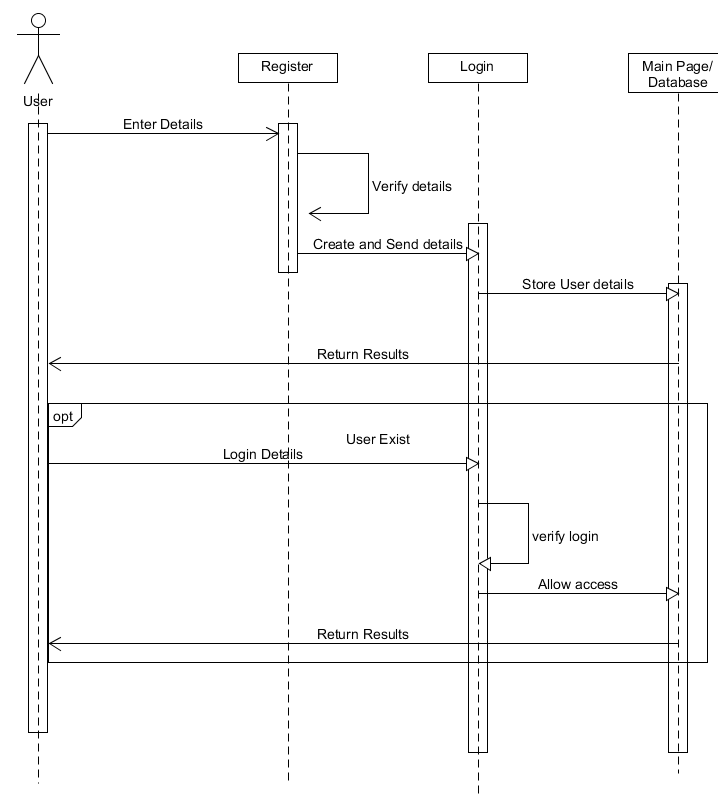 User
Register
Login
Main Page/
Database
Enter Details
Verify details
Create and Send details
Store User details
Return Results
opt
User Exist
Login Details
verify login
Allow access
Return Results